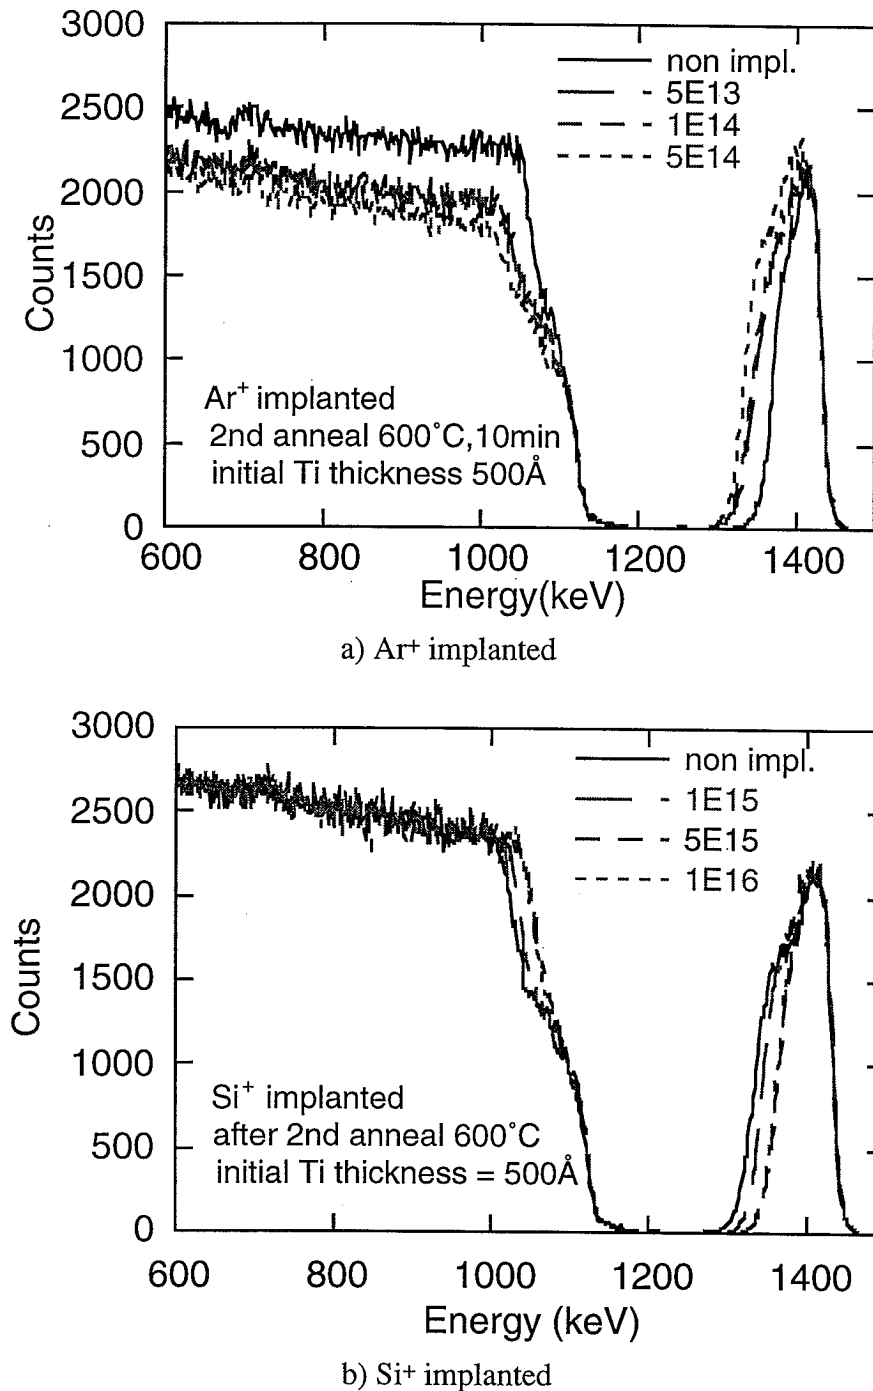 3000
2500
2000
1500
1000
500
0
Counts
non impl.
5E13
1E14
5E14
Ar+ implanted
2nd anneal 600°C,10min
initial Ti thickness 500Å
600
800
1000
1200
1400
Energy(keV)
a) Ar+ implanted
3000
2500
2000
1500
1000
500
0
Counts
non impl.
1E15
5E15
1E16
Si+ implanted
after 2nd anneal 600°C
initial Ti thickness = 500Å
600
800
1000
1200
1400
Energy (keV)
b) Si+ implanted